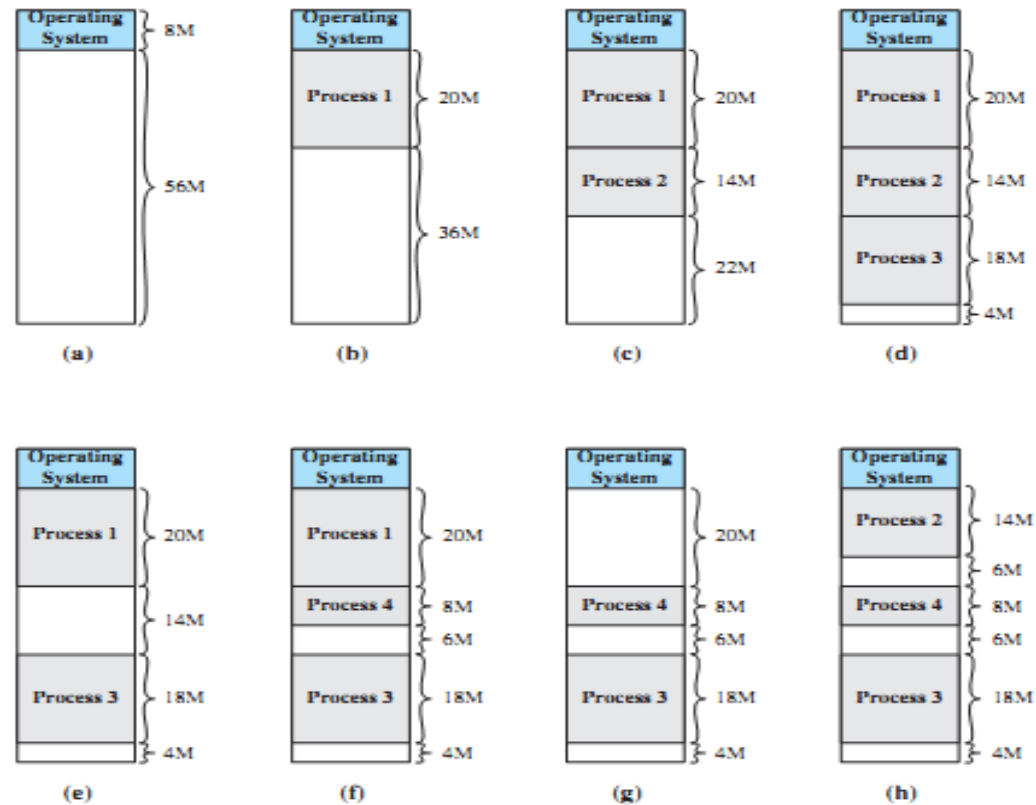 Operating
System
8M
56M
(a)
Operating
System
Process 1
20M
36M
(b)
Operating
System
Process 1
20M
Process 2
14M
22M
(c)
Operating
System
Process 1
20M
Process 2
14M
Process 3
18M
4M
(d)
Operating
System
Process 1
20M
14M
Process 3
18M
4M
(e)
Operating
System
Process 1
20M
Process 4
8M
6M
Process 3
18M
4M
(f)
Operating
System
20M
Process 4
8M
6M
Process 3
18M
4M
(g)
Operating
System
Process 2
14M
6M
Process 4
8M
6M
Process 3
18M
4M
(h)